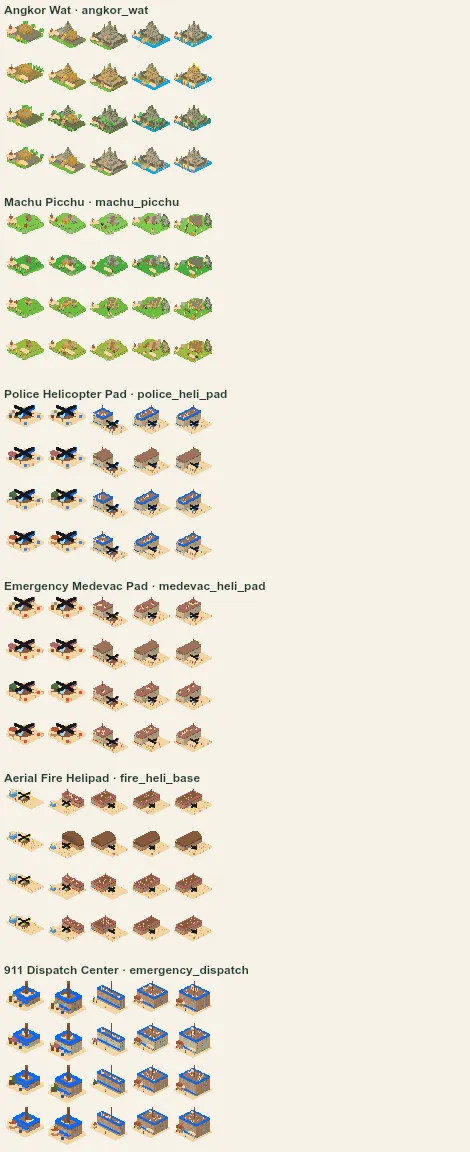 Angkor Wat · angkor_wat
Machu Picchu · machu_picchu
Police Helicopter Pad · police_heli_pad
Emergency Medevac Pad · medevac_heli_pad
Aerial Fire Helipad · fire_heli_base
911 Dispatch Center · emergency_dispatch